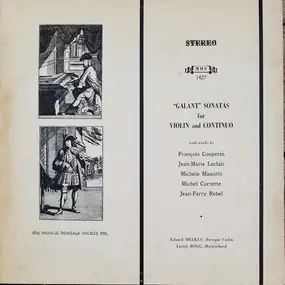 STEREO
MHS
1427
"GALANT" SONATAS
for
VIOLIN and CONTINUO
with works by
François Couperin
Jean-Marie Leclair
Michele Mascitti
Michel Corrette
Jean-Ferry Rebel
Eduard MELKUS, Baroque Violin
Lionel ROGG, Harpsichord
the musical heritage society inc.